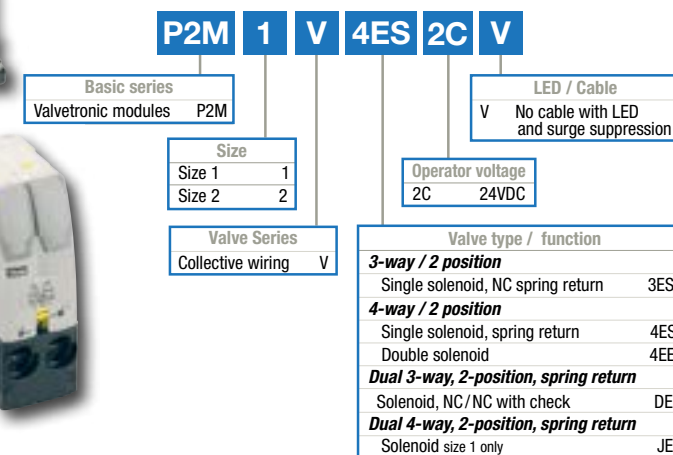 P2M 1 V 4ES 2C V
Basic series
Valvetronic modules P2M
Size
Size 1 1
Size 2 2
Valve Series
Collective wiring V
LED / Cable
V No cable with LED
and surge suppression
Operator voltage
2C 24VDC
Valve type / function
3-way / 2 position
Single solenoid, NC spring return 3ES
4-way / 2 position
Single solenoid, spring return 4ES
Double solenoid
Dual 3-way, 2-position, spring return
Solenoid, NC/NC with check
Dual 4-way, 2-position, spring return
Solenoid size 1 only